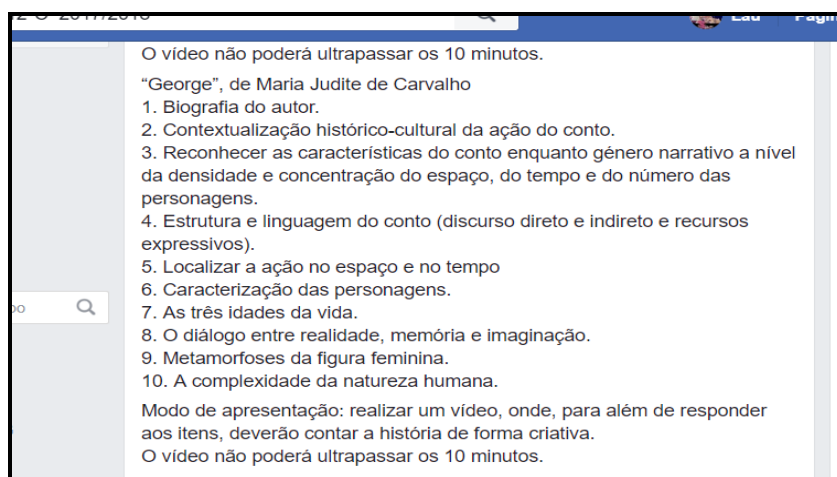 Lau
O vídeo não poderá ultrapassar os 10 minutos.
“George”, de Maria Judite de Carvalho
1. Biografia do autor.
2. Contextualização histórico-cultural da ação do conto.
3. Reconhecer as características do conto enquanto género narrativo a nível
da densidade e concentração do espaço, do tempo e do número das
personagens.
4. Estrutura e linguagem do conto (discurso direto e indireto e recursos
expressivos).
5. Localizar a ação no espaço e no tempo
6. Caracterização das personagens.
7. As três idades da vida.
8. O diálogo entre realidade, memória e imaginação.
9. Metamorfoses da figura feminina.
10. A complexidade da natureza humana.
Modo de apresentação: realizar um vídeo, onde, para além de responder
aos itens, deverão contar a história de forma criativa.
O vídeo não poderá ultrapassar os 10 minutos.